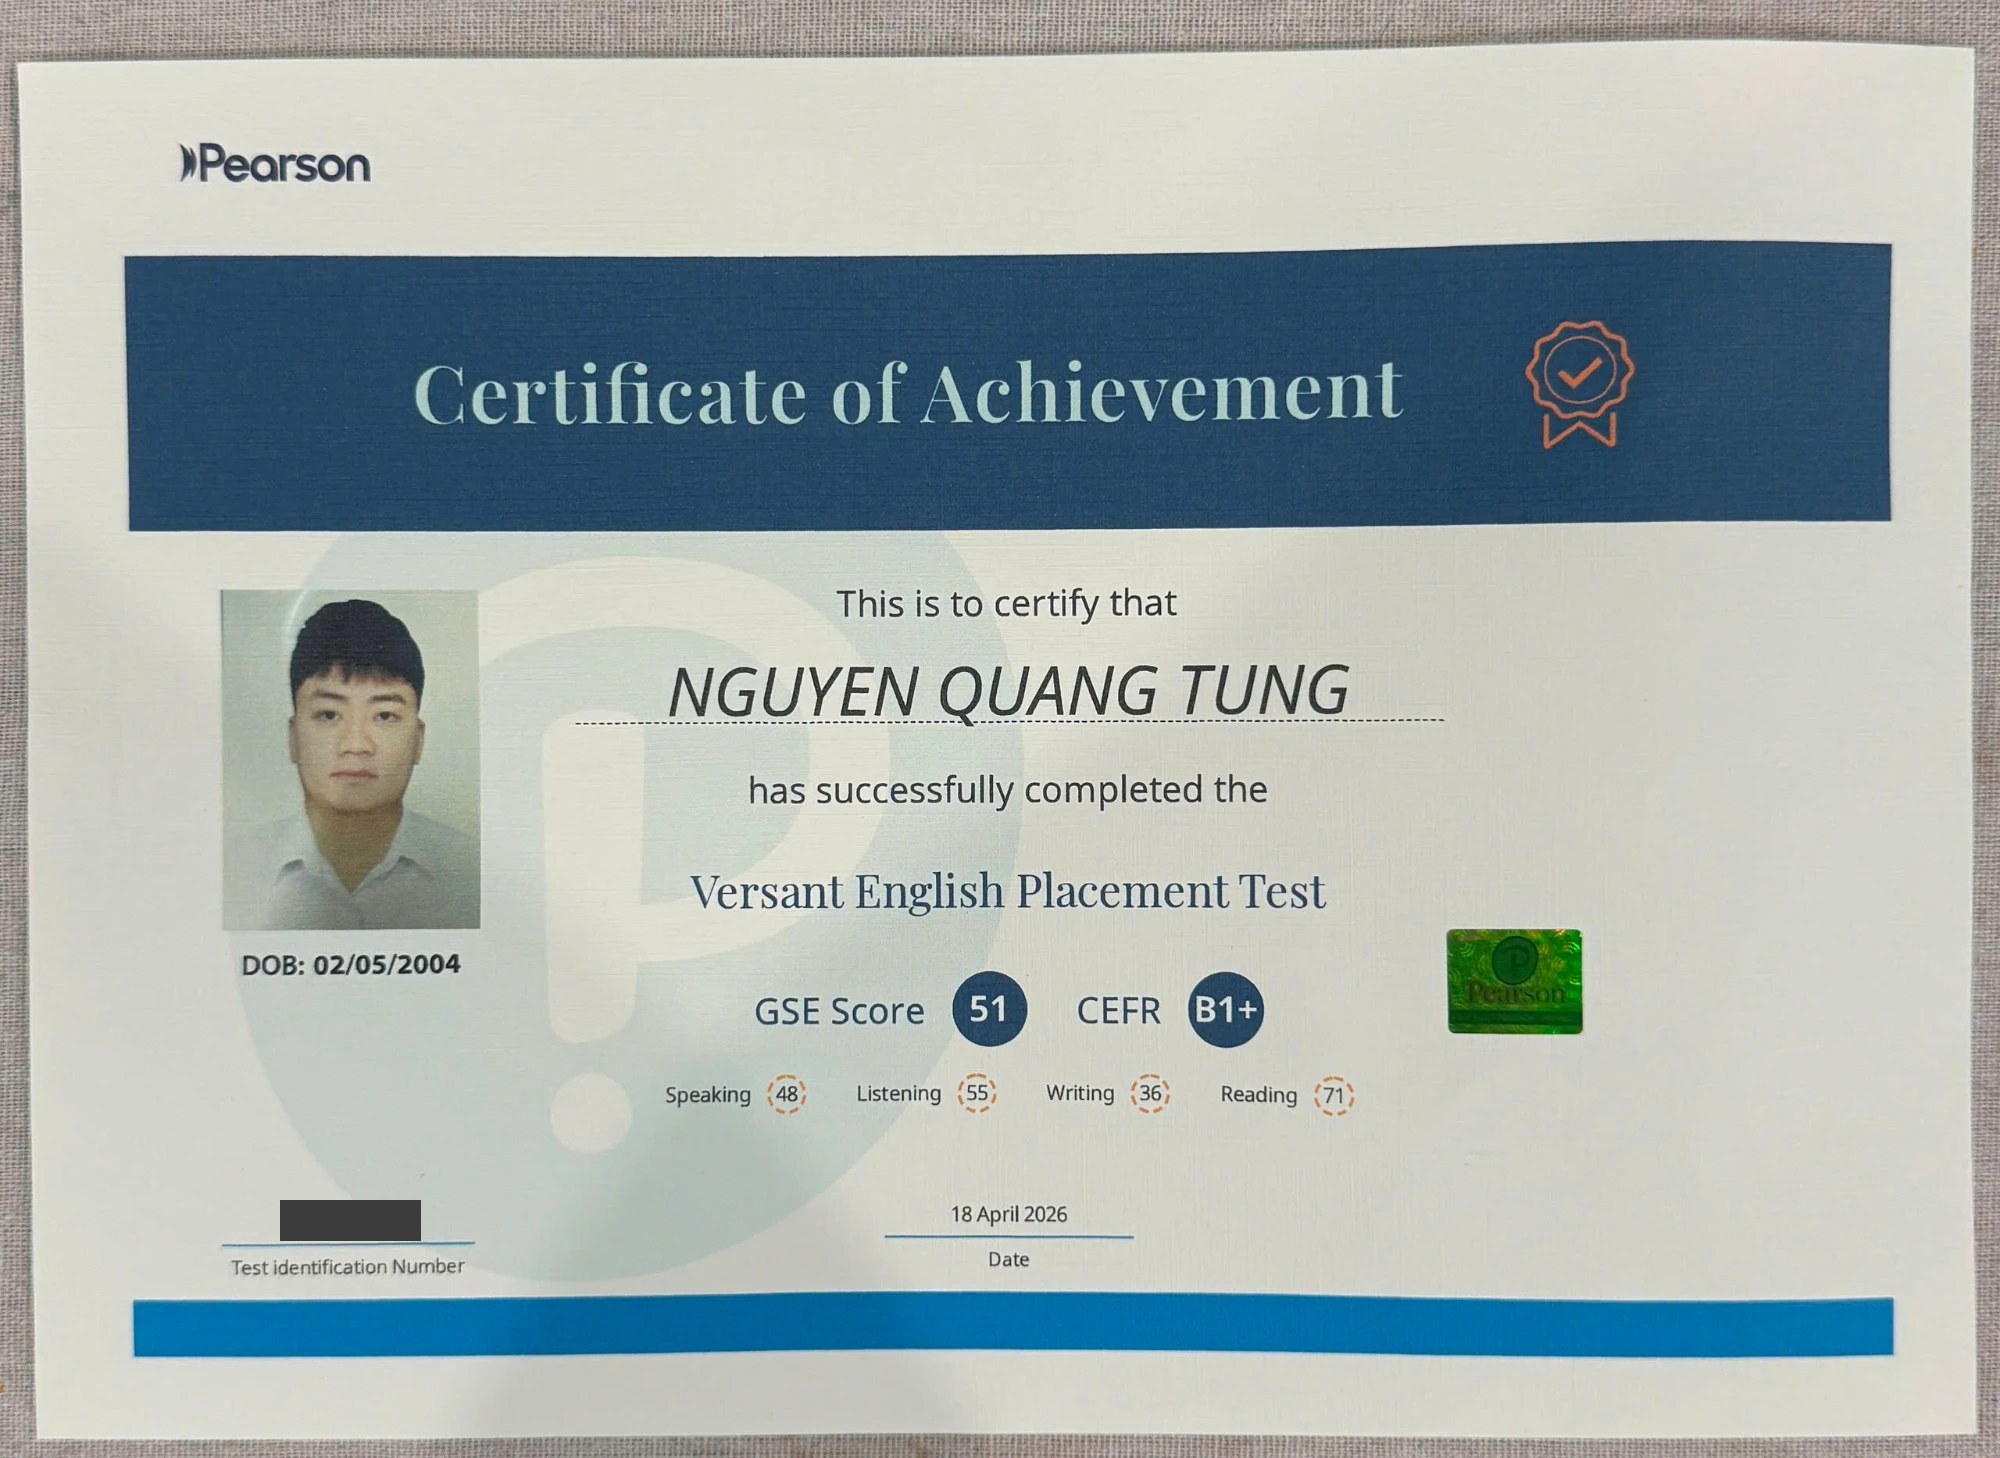 Pearson
Certificate of Achievement
This is to certify that
NGUYEN QUANG TUNG
has successfully completed the
Versant English Placement Test
DOB: 02/05/2004
GSE Score 51 CEFR B1+
Pearson
Speaking 48 Listening 55 Writing 36 Reading 71
18 April 2026
Test identification Number
Date